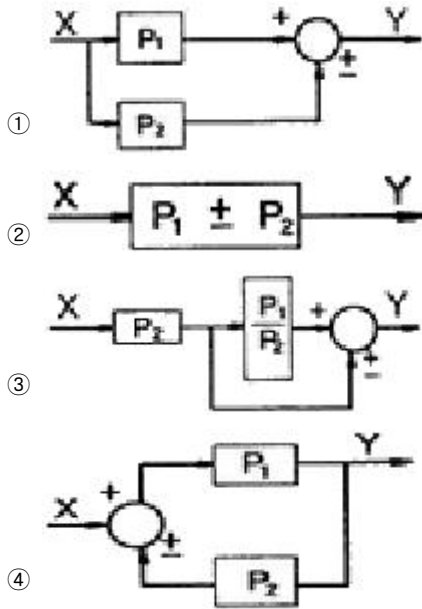 X P₁ + Y
±
① P₂
X P₁ ± P₂ Y
②
X P₂ P₁ + Y
P₂ ±
③
P₁ Y
+
X ±
④ P₂